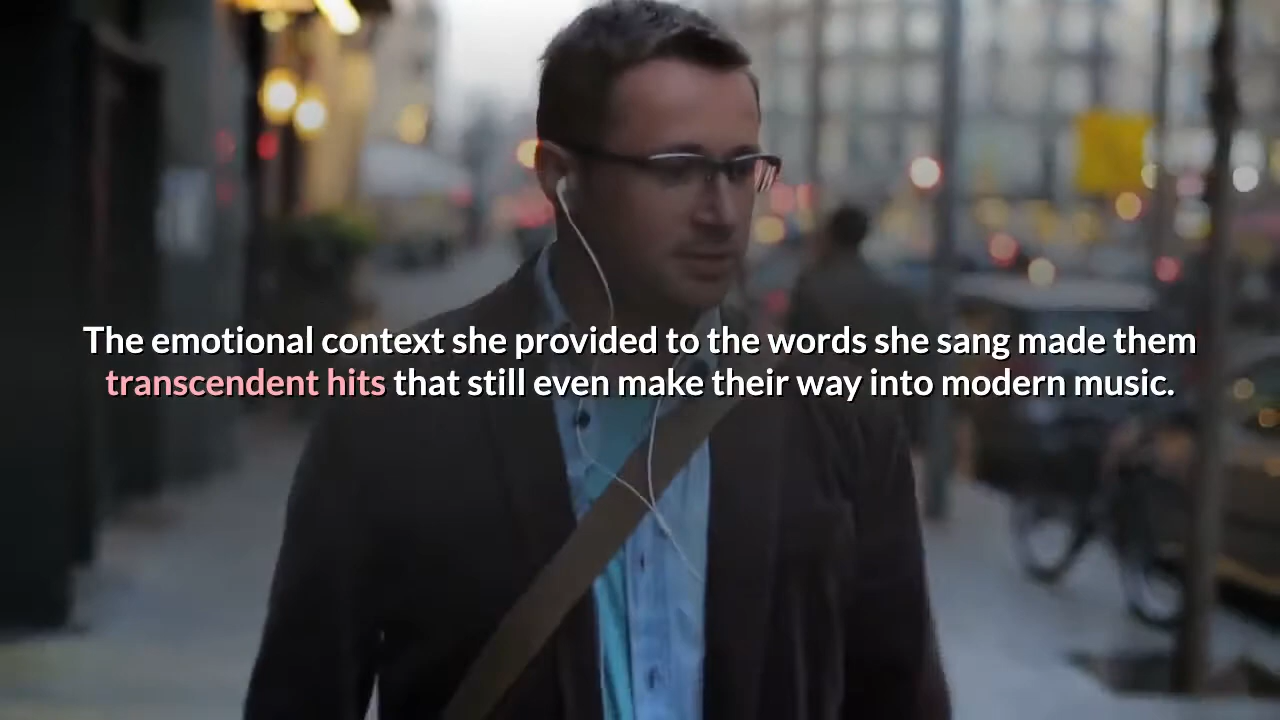 The emotional context she provided to the words she sang made them
transcendent hits that still even make their way into modern music.